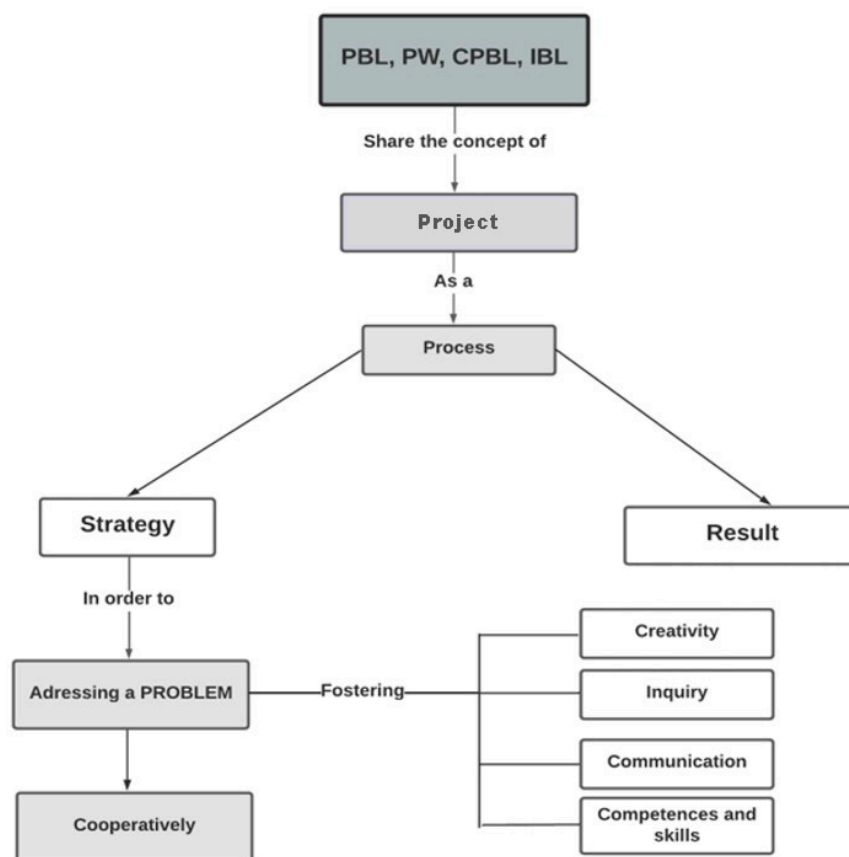 PBL, PW, CPBL, IBL
Share the concept of
Project
As a
Process
Strategy
Result
In order to
Creativity
Adressing a PROBLEM
Fostering
Inquiry
Communication
Cooperatively
Competences and
skills